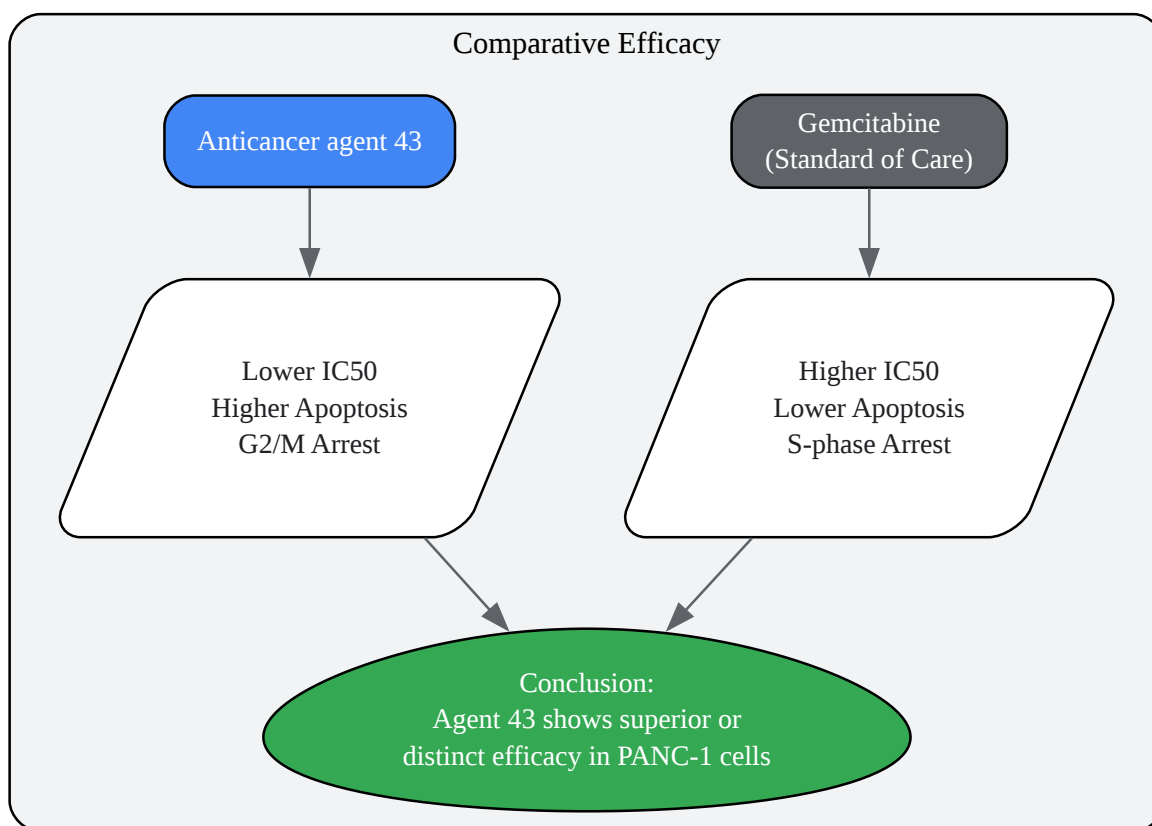 Comparative Efficacy
Anticancer agent 43
Gemcitabine
(Standard of Care)
Lower IC50
Higher Apoptosis
G2/M Arrest
Higher IC50
Lower Apoptosis
S-phase Arrest
Conclusion:
Agent 43 shows superior or
distinct efficacy in PANC-1 cells